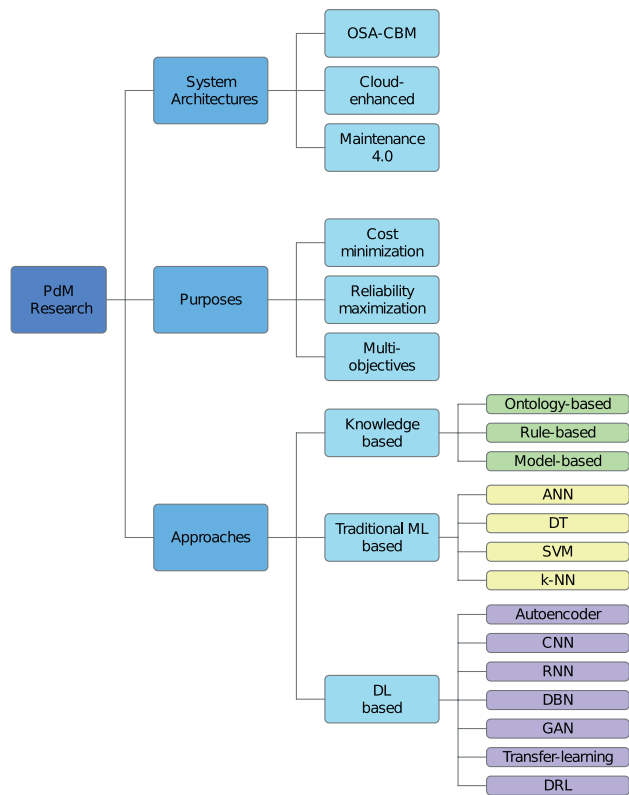 PdM
Research
System
Architectures
OSA-CBM
Cloud-
enhanced
Maintenance
4.0
Purposes
Cost
minimization
Reliability
maximization
Multi-
objectives
Approaches
Knowledge
based
Ontology-based
Rule-based
Model-based
Traditional ML
based
ANN
DT
SVM
k-NN
DL
based
Autoencoder
CNN
RNN
DBN
GAN
Transfer-learning
DRL